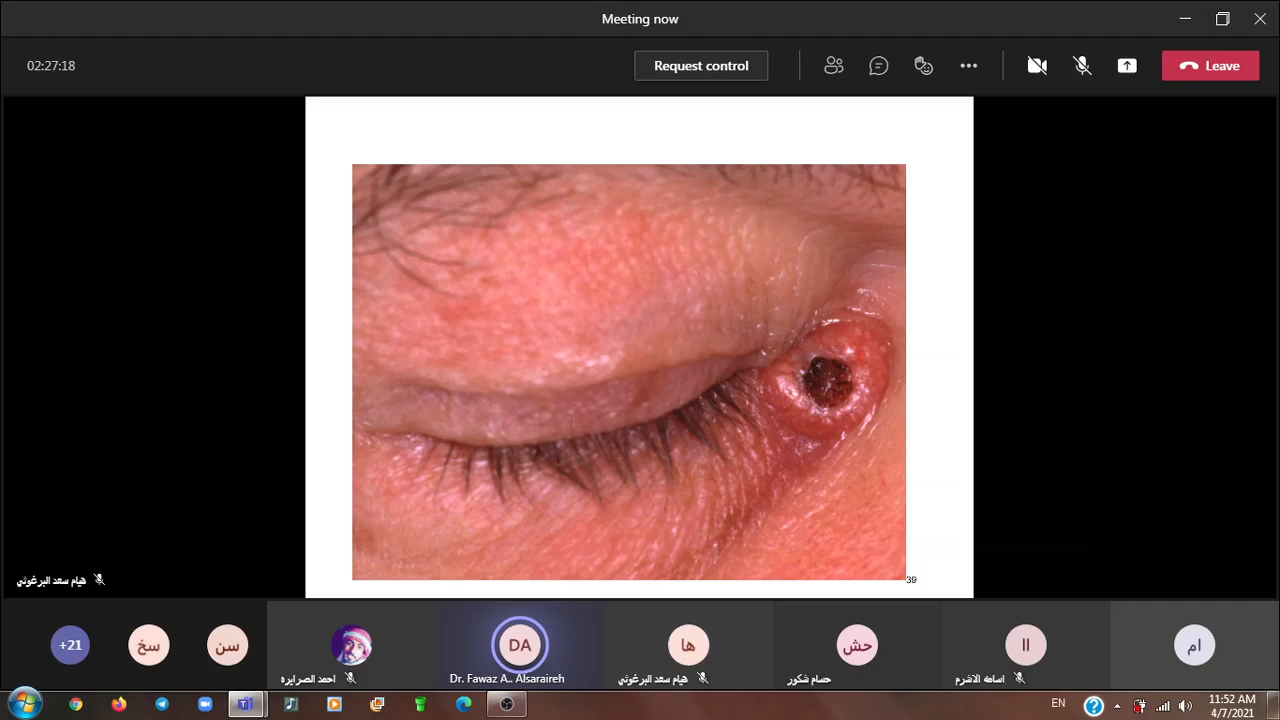 Meeting now
02:27:18
Request control
Leave
39
هيام سعد البرغوثي
+21
سخ
سن
DA
ها
حش
اا
ام
احمد الصرايره
Dr. Fawaz A.. Alsaraireh
هيام سعد البرغوثي
حسام شكور
اسامه الاشرم
EN
11:52 AM
4/7/2021